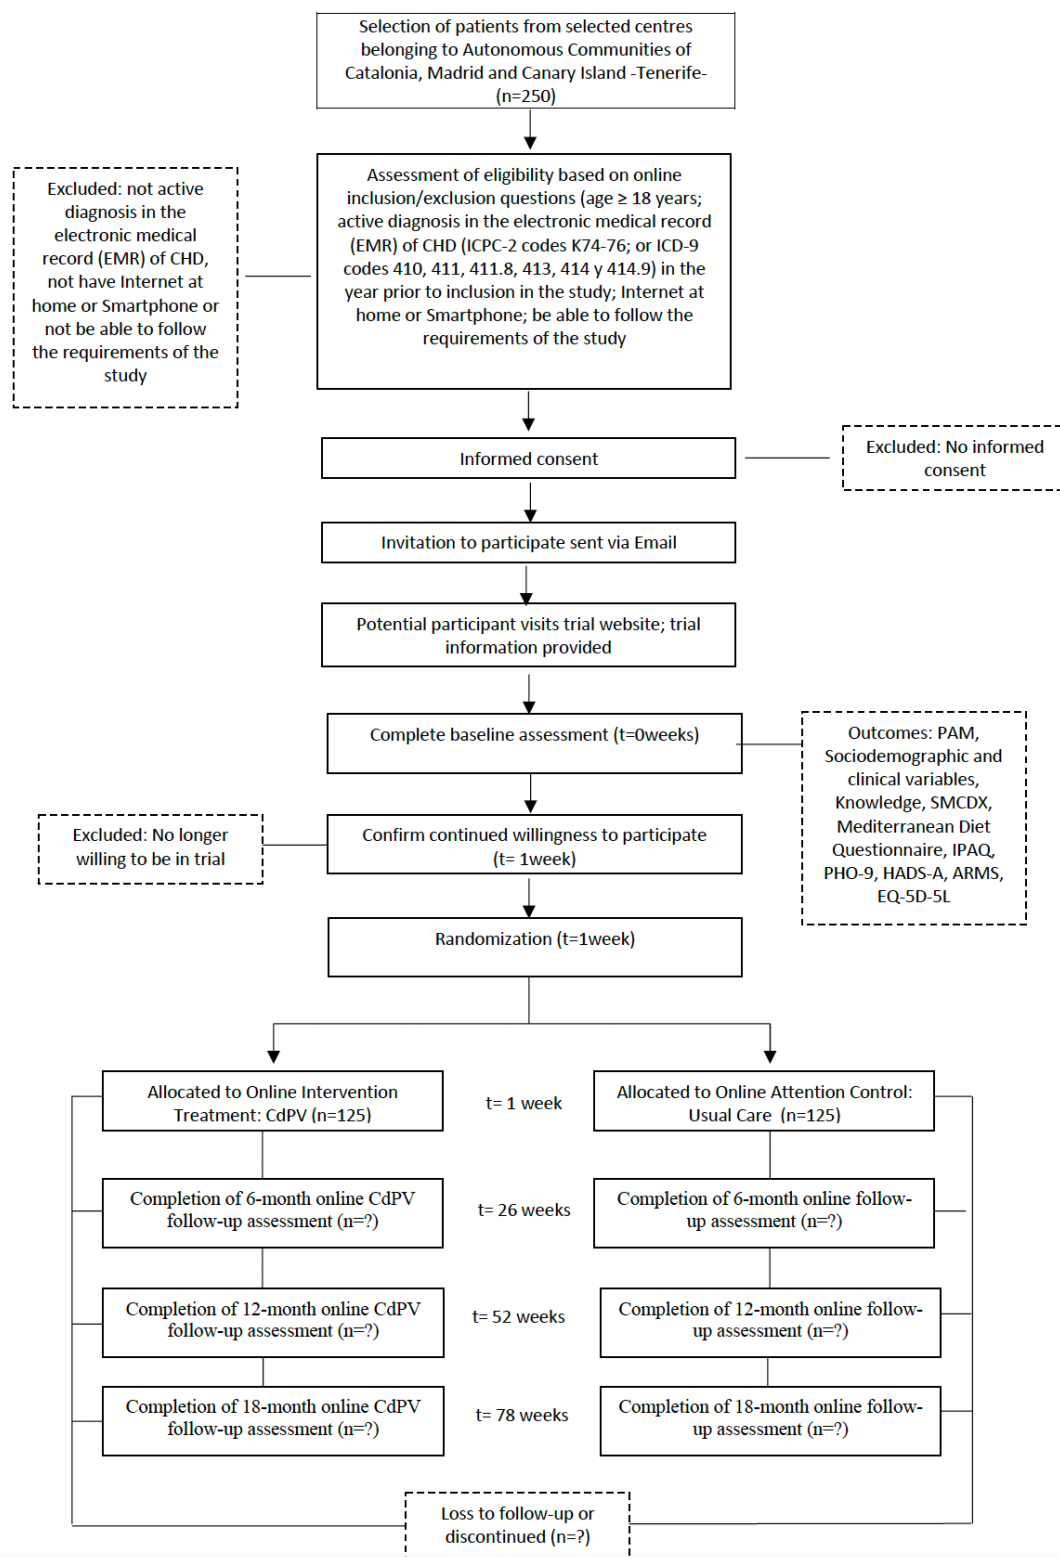 Selection of patients from selected centres
belonging to Autonomous Communities of
Catalonia, Madrid and Canary Island -Tenerife-
(n=250)
Excluded: not active
diagnosis in the
electronic medical
record (EMR) of CHD,
not have Internet at
home or Smartphone or
not be able to follow
the requirements of the
study
Assessment of eligibility based on online
inclusion/exclusion questions (age ≥ 18 years;
active diagnosis in the electronic medical record
(EMR) of CHD (ICPC-2 codes K74-76; or ICD-9
codes 410, 411, 411.8, 413, 414 y 414.9) in the
year prior to inclusion in the study; Internet at
home or Smartphone; be able to follow the
requirements of the study
Informed consent
Excluded: No informed
consent
Invitation to participate sent via Email
Potential participant visits trial website; trial
information provided
Complete baseline assessment (t=0weeks)
Outcomes: PAM,
Sociodemographic and
clinical variables,
Knowledge, SMCDX,
Mediterranean Diet
Questionnaire, IPAQ,
PHO-9, HADS-A, ARMS,
EQ-5D-5L
Excluded: No longer
willing to be in trial
Confirm continued willingness to participate
(t= 1week)
Randomization (t=1week)
Allocated to Online Intervention
Treatment: CdPV (n=125)
t= 1 week
Allocated to Online Attention Control:
Usual Care (n=125)
Completion of 6-month online CdPV
follow-up assessment (n=?)
t= 26 weeks
Completion of 6-month online follow-
up assessment (n=?)
Completion of 12-month online CdPV
follow-up assessment (n=?)
t= 52 weeks
Completion of 12-month online follow-
up assessment (n=?)
Completion of 18-month online CdPV
follow-up assessment (n=?)
t= 78 weeks
Completion of 18-month online follow-
up assessment (n=?)
Loss to follow-up or
discontinued (n=?)